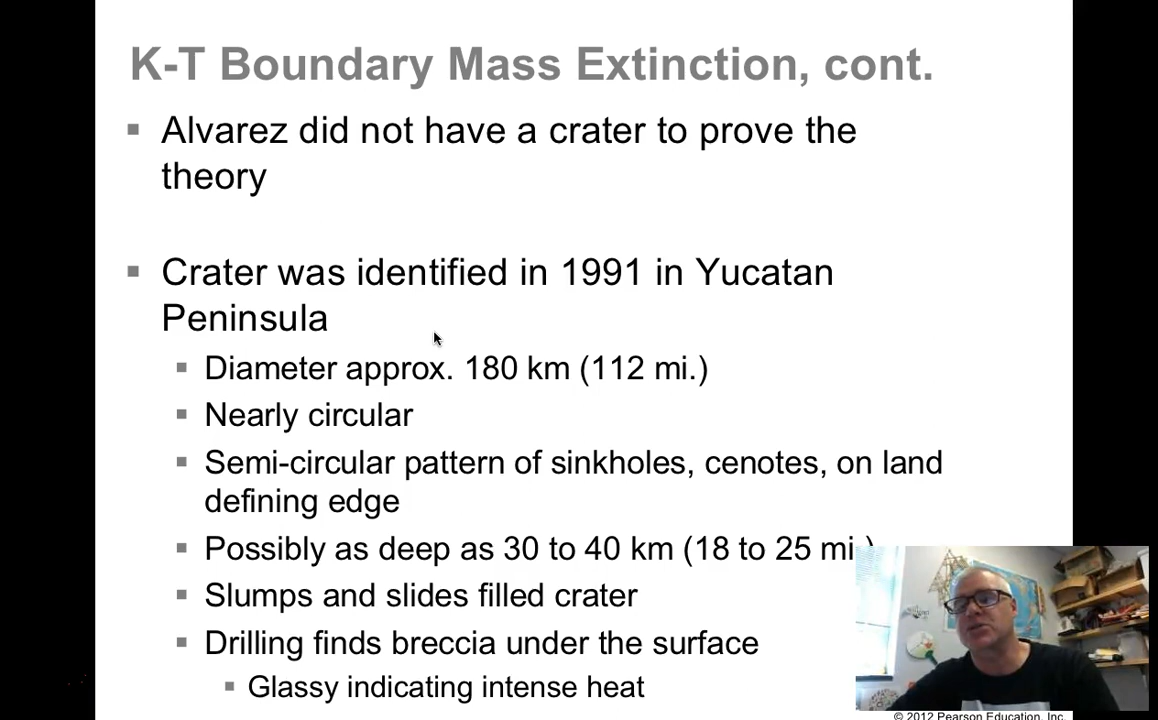 K-T Boundary Mass Extinction, cont.
Alvarez did not have a crater to prove the
theory
Crater was identified in 1991 in Yucatan
Peninsula
Diameter approx. 180 km (112 mi.)
Nearly circular
Semi-circular pattern of sinkholes, cenotes, on land
defining edge
Possibly as deep as 30 to 40 km (18 to 25 mi.)
Slumps and slides filled crater
Drilling finds breccia under the surface
Glassy indicating intense heat
© 2012 Pearson Education, Inc.